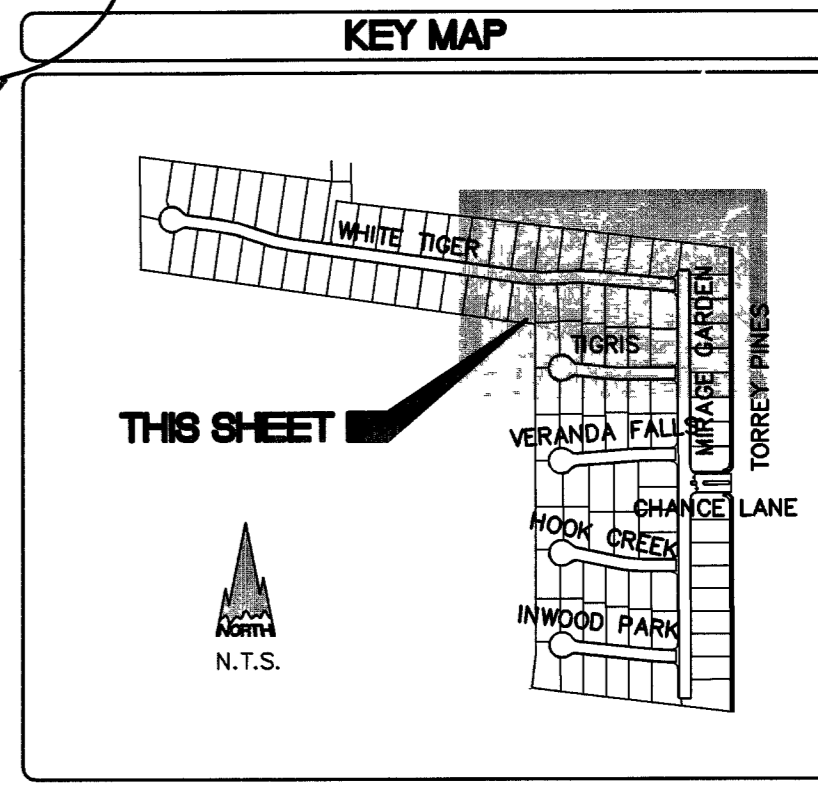 KEY MAP
WHITE TIGER
MIRAGE GARDEN
TORREY PINES
TIGRIS
THIS SHEET
VERANDA FALLS
CHANCE LANE
HOOK CREEK
INWOOD PARK
NORTH
N.T.S.